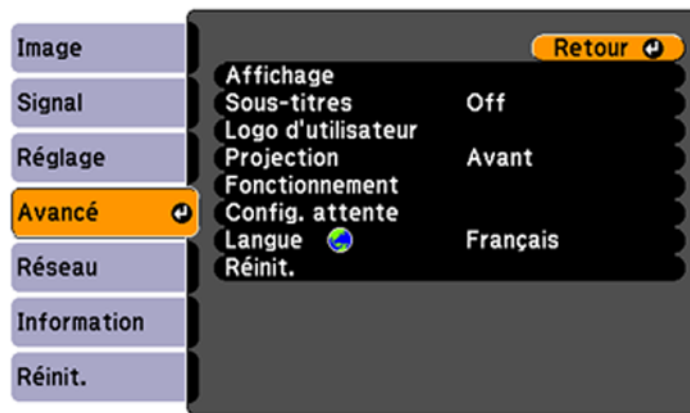 Image
Signal
Réglage
Avancé
Réseau
Information
Réinit.
Retour
Affichage
Sous-titres Off
Logo d'utilisateur
Projection Avant
Fonctionnement
Config. attente
Langue Français
Réinit.